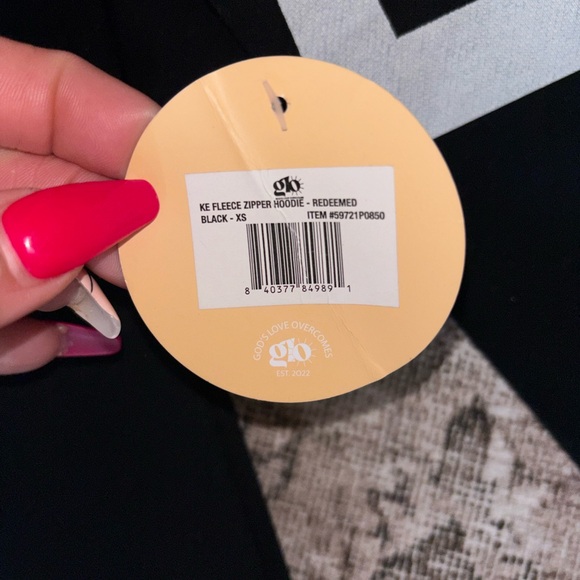 glo
KE FLEECE ZIPPER HOODIE - REDEEMED
BLACK - XS ITEM #59721P0850
8 40377 84989 1
GOD'S LOVE OVERCOMES
glo
EST. 2022